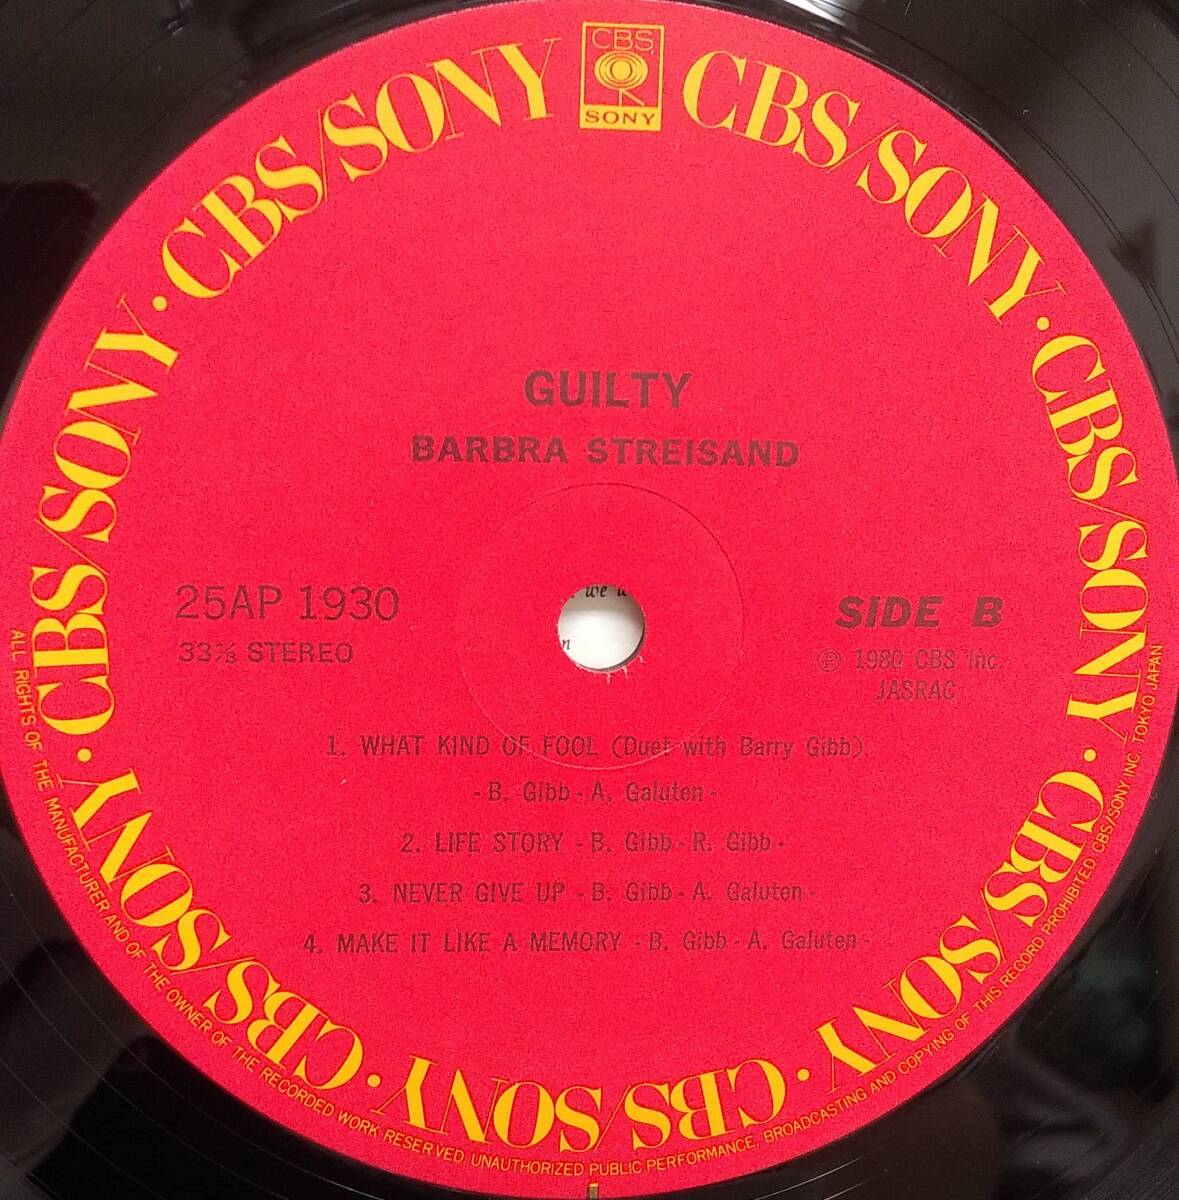 CBS
SONY
CBS/SONY · CBS/SONY · CBS/SONY · CBS/SONY · CBS/SONY · CBS/SONY · CBS/SONY · CBS/SONY
GUILTY
BARBRA STREISAND
25AP 1930
33⅓ STEREO
SIDE B
Ⓟ 1980 CBS Inc.
JASRAC
we
1. WHAT KIND OF FOOL (Duet with Barry Gibb)
- B. Gibb - A. Galuten -
2. LIFE STORY - B. Gibb - R. Gibb -
3. NEVER GIVE UP - B. Gibb - A. Galuten -
4. MAKE IT LIKE A MEMORY - B. Gibb - A. Galuten -
ALL RIGHTS OF THE MANUFACTURER AND OF THE OWNER OF THE RECORDED WORK RESERVED. UNAUTHORIZED PUBLIC PERFORMANCE, BROADCASTING AND COPYING OF THIS RECORD PROHIBITED CBS/SONY INC. TOKYO JAPAN